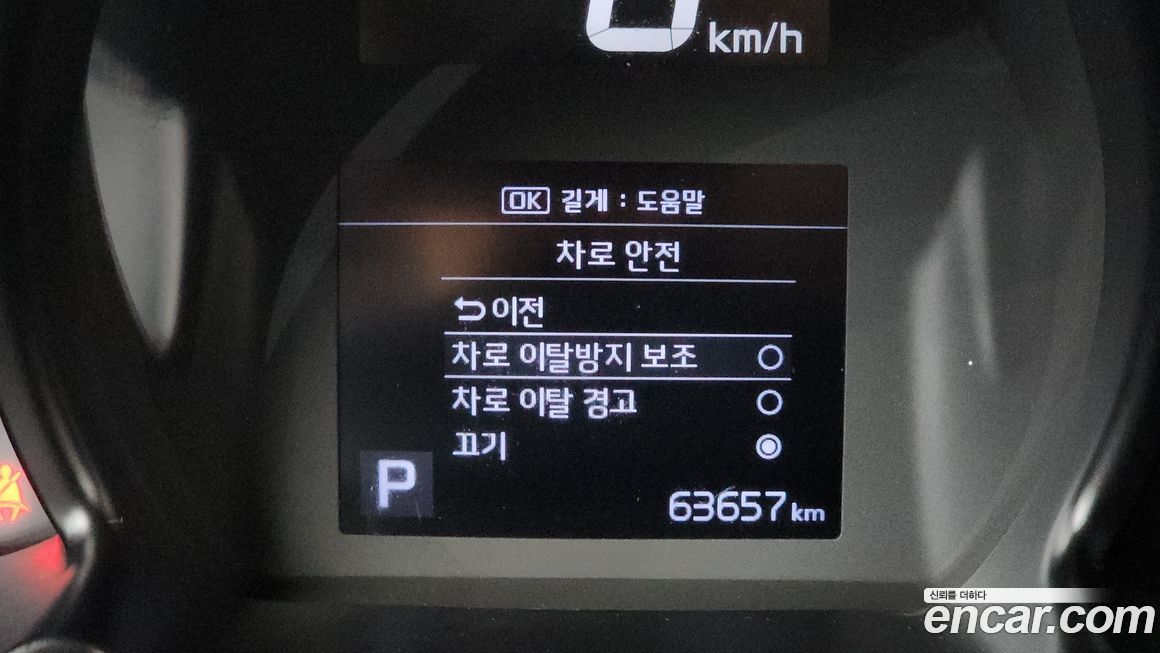 0 km/h
OK 길게 : 도움말
차로 안전
이전
차로 이탈방지 보조
차로 이탈 경고
끄기
P
63657 km
신뢰를 더하다
encar.com